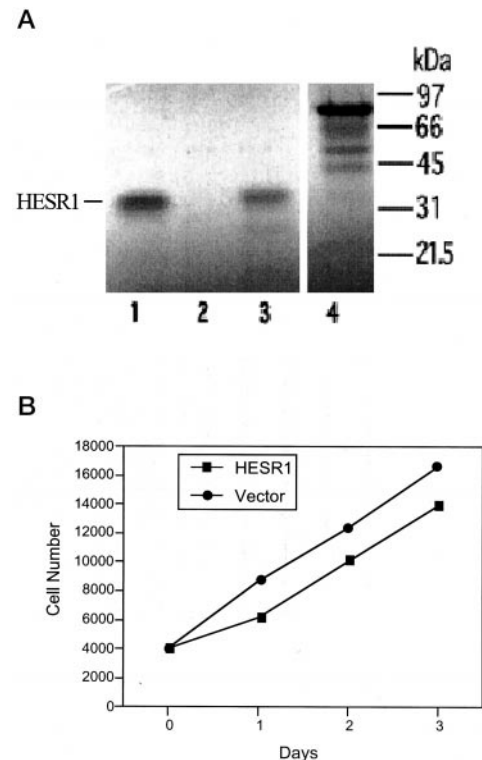 A
kDa
97
66
HESR1
45
31
21.5
1 2 3 4
B
18000
16000
14000
12000
10000
8000
6000
4000
2000
0
HESR1
Vector
Cell Number
0 1 2 3
Days